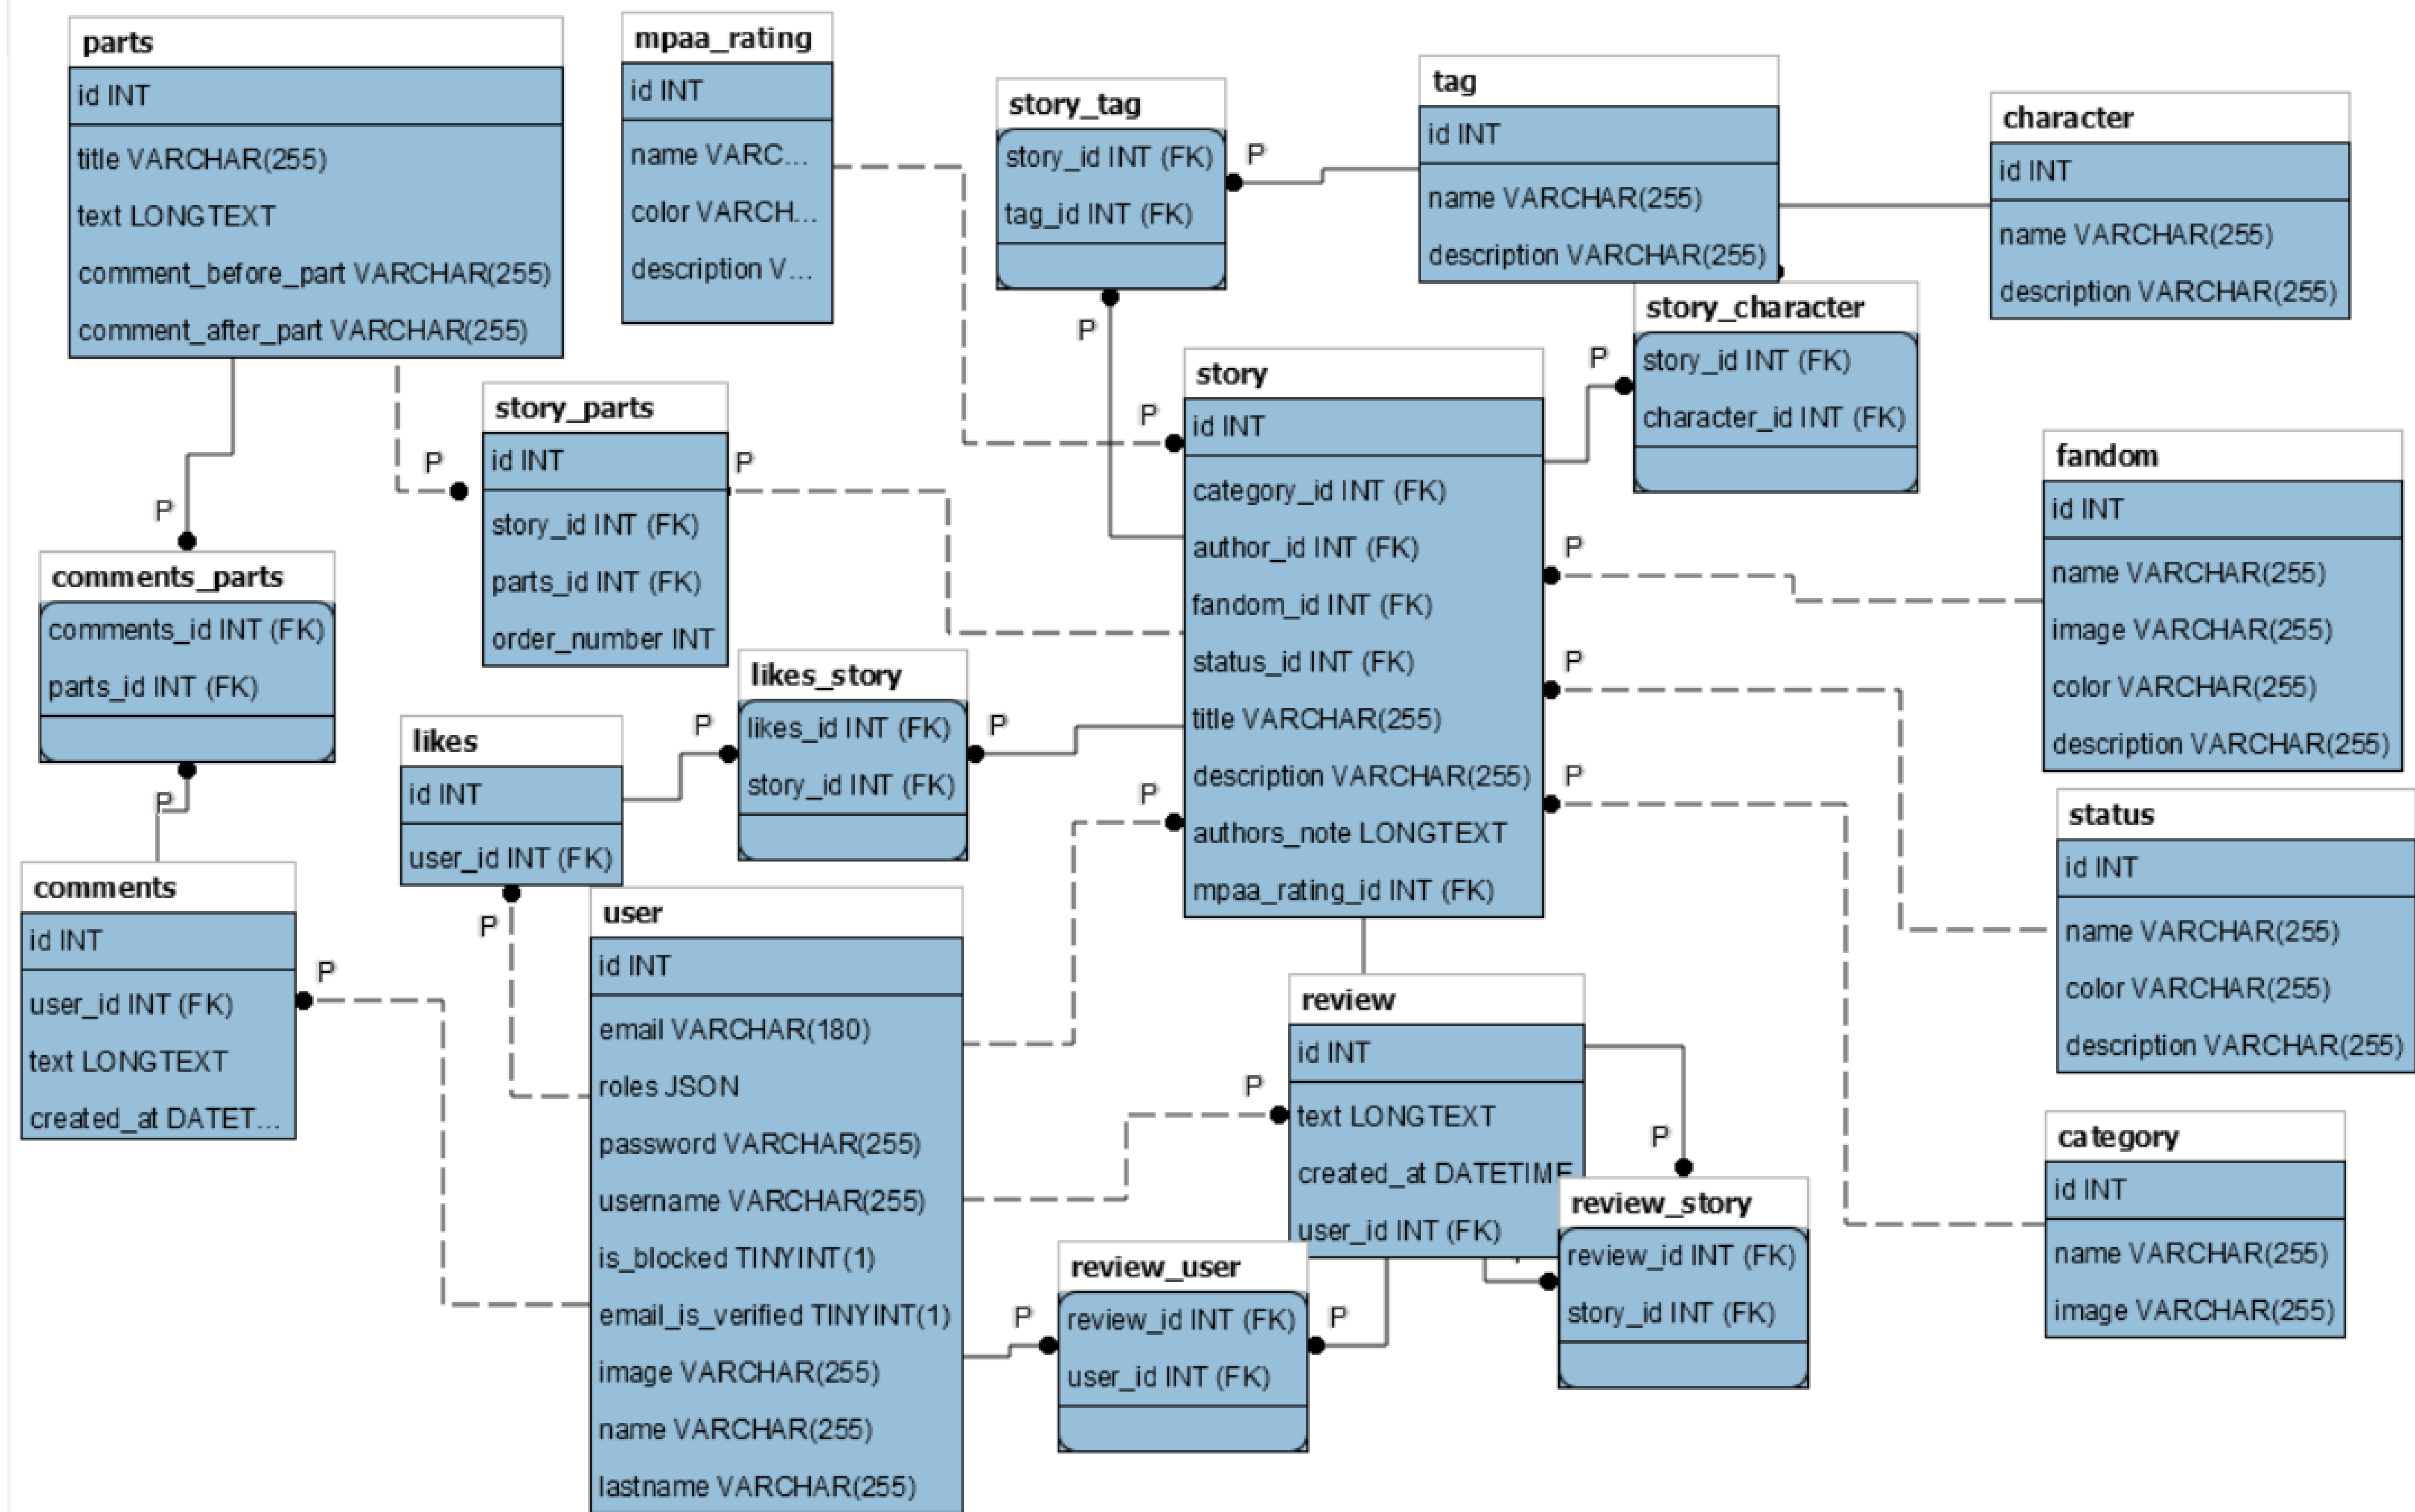 parts
id INT
title VARCHAR(255)
text LONGTEXT
comment_before_part VARCHAR(255)
comment_after_part VARCHAR(255)
mpaa_rating
id INT
name VARC...
color VARCH...
description V...
story_tag
story_id INT (FK)
tag_id INT (FK)
P
P
tag
id INT
name VARCHAR(255)
description VARCHAR(255)
character
id INT
name VARCHAR(255)
description VARCHAR(255)
story_character
story_id INT (FK)
character_id INT (FK)
P
story_parts
id INT
story_id INT (FK)
parts_id INT (FK)
order_number INT
P
P
story
id INT
category_id INT (FK)
author_id INT (FK)
fandom_id INT (FK)
status_id INT (FK)
title VARCHAR(255)
description VARCHAR(255)
authors_note LONGTEXT
mpaa_rating_id INT (FK)
P
P
P
P
P
fandom
id INT
name VARCHAR(255)
image VARCHAR(255)
color VARCHAR(255)
description VARCHAR(255)
comments_parts
comments_id INT (FK)
parts_id INT (FK)
P
P
likes_story
likes_id INT (FK)
story_id INT (FK)
P
P
likes
id INT
user_id INT (FK)
P
status
id INT
name VARCHAR(255)
color VARCHAR(255)
description VARCHAR(255)
comments
id INT
user_id INT (FK)
text LONGTEXT
created_at DATET...
P
user
id INT
email VARCHAR(180)
roles JSON
password VARCHAR(255)
username VARCHAR(255)
is_blocked TINYINT(1)
email_is_verified TINYINT(1)
image VARCHAR(255)
name VARCHAR(255)
lastname VARCHAR(255)
review
id INT
text LONGTEXT
created_at DATETIME
user_id INT (FK)
P
review_story
review_id INT (FK)
story_id INT (FK)
P
review_user
review_id INT (FK)
user_id INT (FK)
P
P
category
id INT
name VARCHAR(255)
image VARCHAR(255)